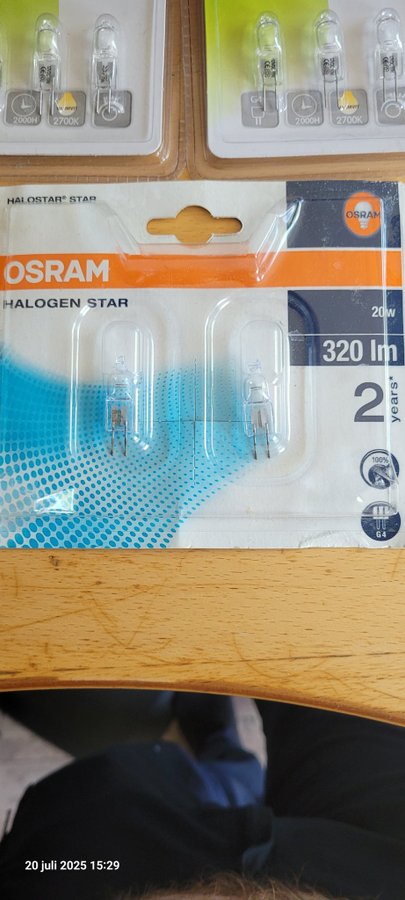 2000H
2700K
G4
2000H
2700K
HALOSTAR® STAR
OSRAM
OSRAM
HALOGEN STAR
20w
320 lm
2 years*
100%
G4
20 juli 2025 15:29